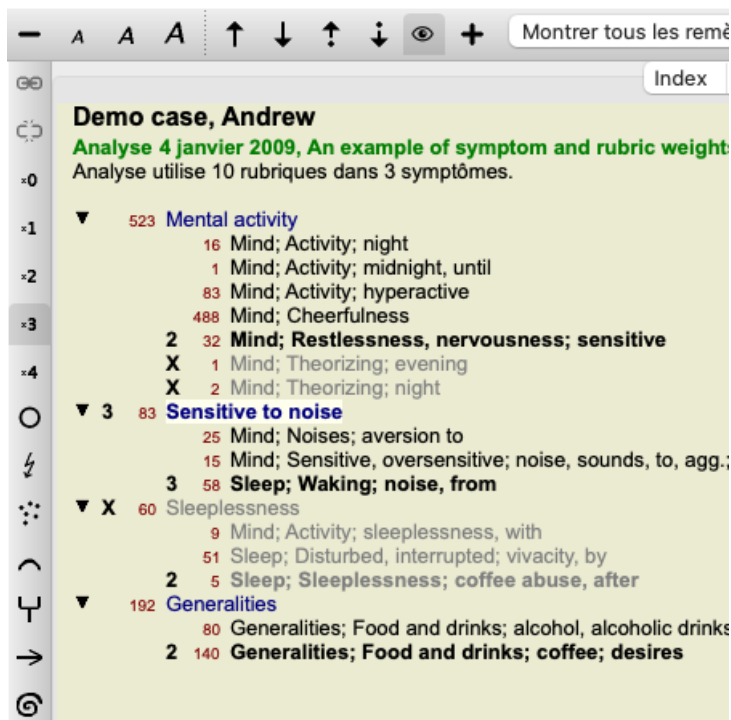 A A A Montrer tous les remè
Index
Demo case, Andrew
Analyse 4 janvier 2009, An example of symptom and rubric weights
Analyse utilise 10 rubriques dans 3 symptômes.
×0
×1
×2
×3
×4
523 Mental activity
16 Mind; Activity; night
1 Mind; Activity; midnight, until
83 Mind; Activity; hyperactive
488 Mind; Cheerfulness
2 32 Mind; Restlessness, nervousness; sensitive
X 1 Mind; Theorizing; evening
X 2 Mind; Theorizing; night
3 83 Sensitive to noise
25 Mind; Noises; aversion to
15 Mind; Sensitive, oversensitive; noise, sounds, to, agg.;
3 58 Sleep; Waking; noise, from
X 60 Sleeplessness
9 Mind; Activity; sleeplessness, with
51 Sleep; Disturbed, interrupted; vivacity, by
2 5 Sleep; Sleeplessness; coffee abuse, after
192 Generalities
80 Generalities; Food and drinks; alcohol, alcoholic drinks
2 140 Generalities; Food and drinks; coffee; desires